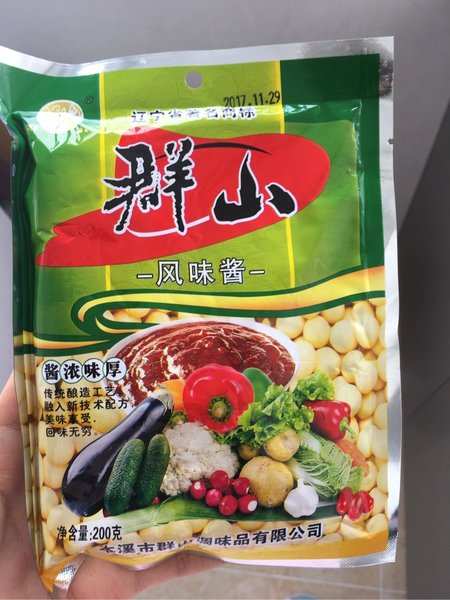 2017.11.29
辽宁省著名商标
群山
®
-风味酱-
酱浓味厚
传统酿造工艺,
融入新技术配方,
美味享受,
回味无穷。
净含量:200克
本溪市群山调味品有限公司